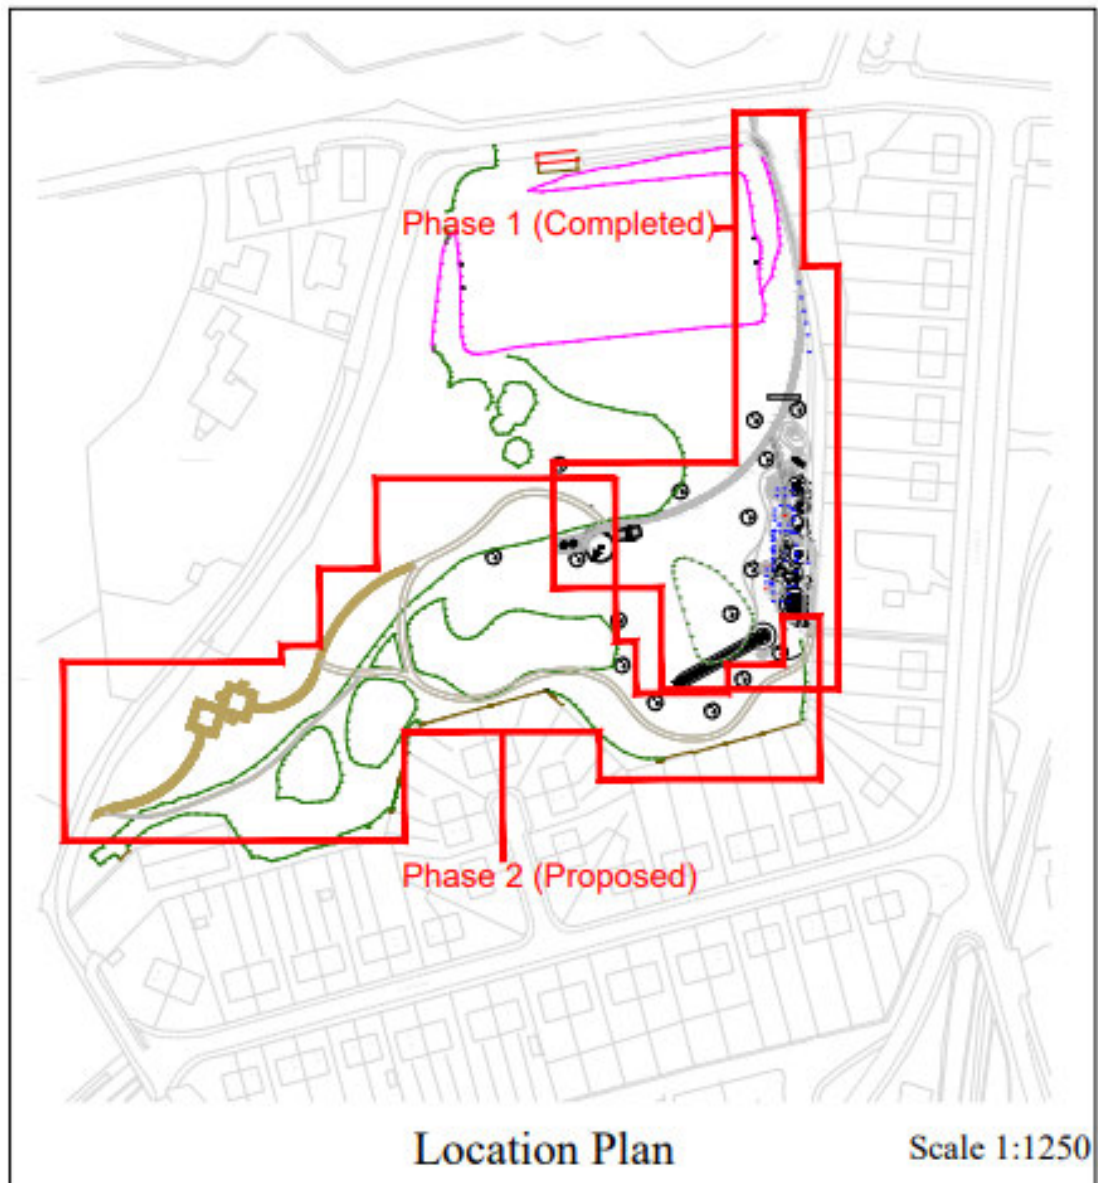 Phase 1 (Completed)
Phase 2 (Proposed)
Location Plan
Scale 1:1250